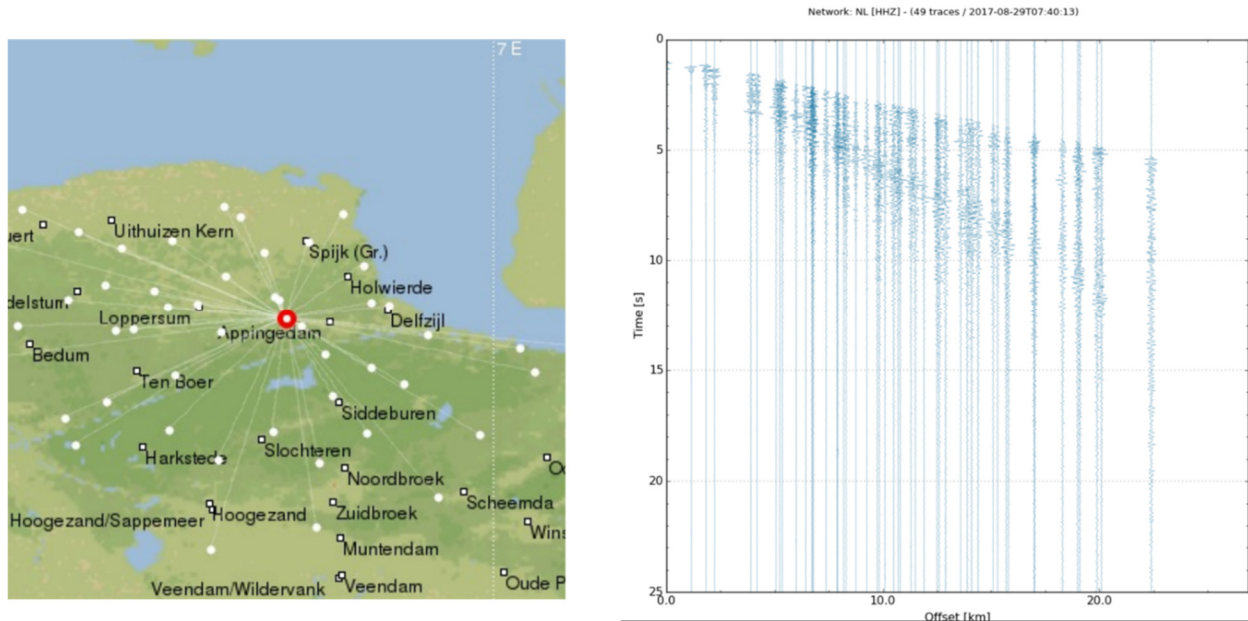 Network: NL [HHZ] - (49 traces / 2017-08-29T07:40:13)
7 E
Uithuizen Kern
Spijk (Gr.)
Holwierde
Loppersum
Appingedam
Delfzijl
Bedum
Ten Boer
Siddeburen
Harkstede
Slochteren
Noordbroek
Scheemda
Hoogezand/Sappemeer
Hoogezand
Zuidbroek
Wins
Muntendam
Veendam/Wildervank
Veendam
Oude P
0
5
10
15
20
25
Time [s]
0.0
10.0
20.0
Offset [km]